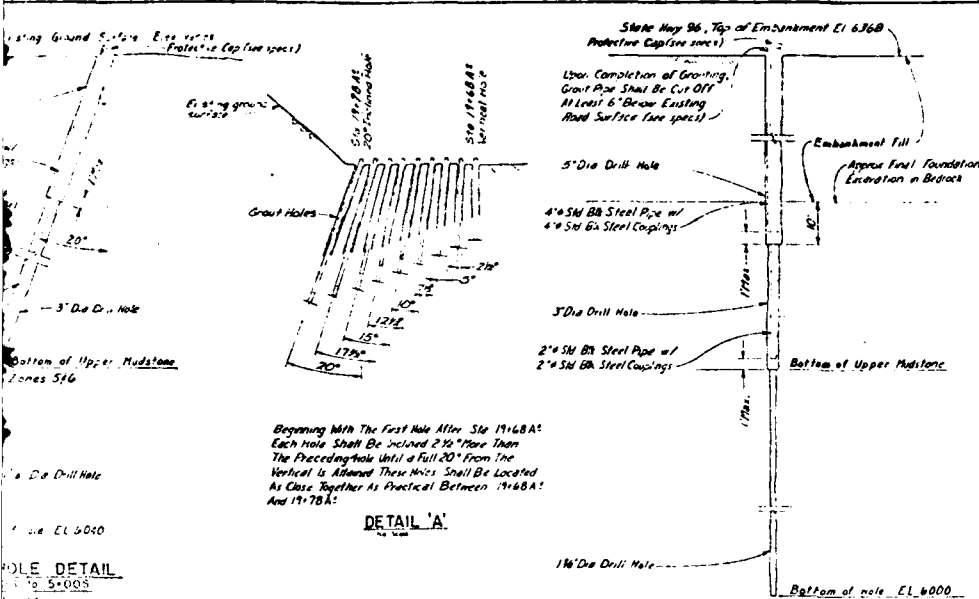 Protective Cap (see specs)
20°
3" Dia Drill Hole
Bottom of Upper Mudstone
Zones 5&6
Dia Drill Hole
HOLE DETAIL
Existing ground
surface
Sta 19+78 A±
20° Inclined Hole
Sta 19+68 A±
Vertical Hole
Grout Holes
2½°
5°
10°
12½°
15°
17½°
20°
Beginning With The First Hole After Sta 19+68 A±
Each Hole Shall Be Inclined 2½° More Than
The Preceding Hole Until a Full 20° From The
Vertical Is Attained These Holes Shall Be Located
As Close Together As Practical Between 19+68 A±
And 19+78 A±
DETAIL 'A'
State Hwy 96, Top of Embankment El 6368
Protective Cap (see specs)
Upon Completion of Grouting,
Grout Pipe Shall Be Cut Off
At Least 6" Below Existing
Road Surface (see specs)
Embankment Fill
5" Dia Drill Hole
Approx Final Foundation
Excavation in Bedrock
4"ø Std Blk Steel Pipe w/
4"ø Std Blk Steel Couplings
10'
1' Max.
3" Dia Drill Hole
2"ø Std Blk Steel Pipe w/
2"ø Std Blk Steel Couplings
Bottom of Upper Mudstone
1' Max.
Dia Drill Hole
Bottom of hole EL 6000